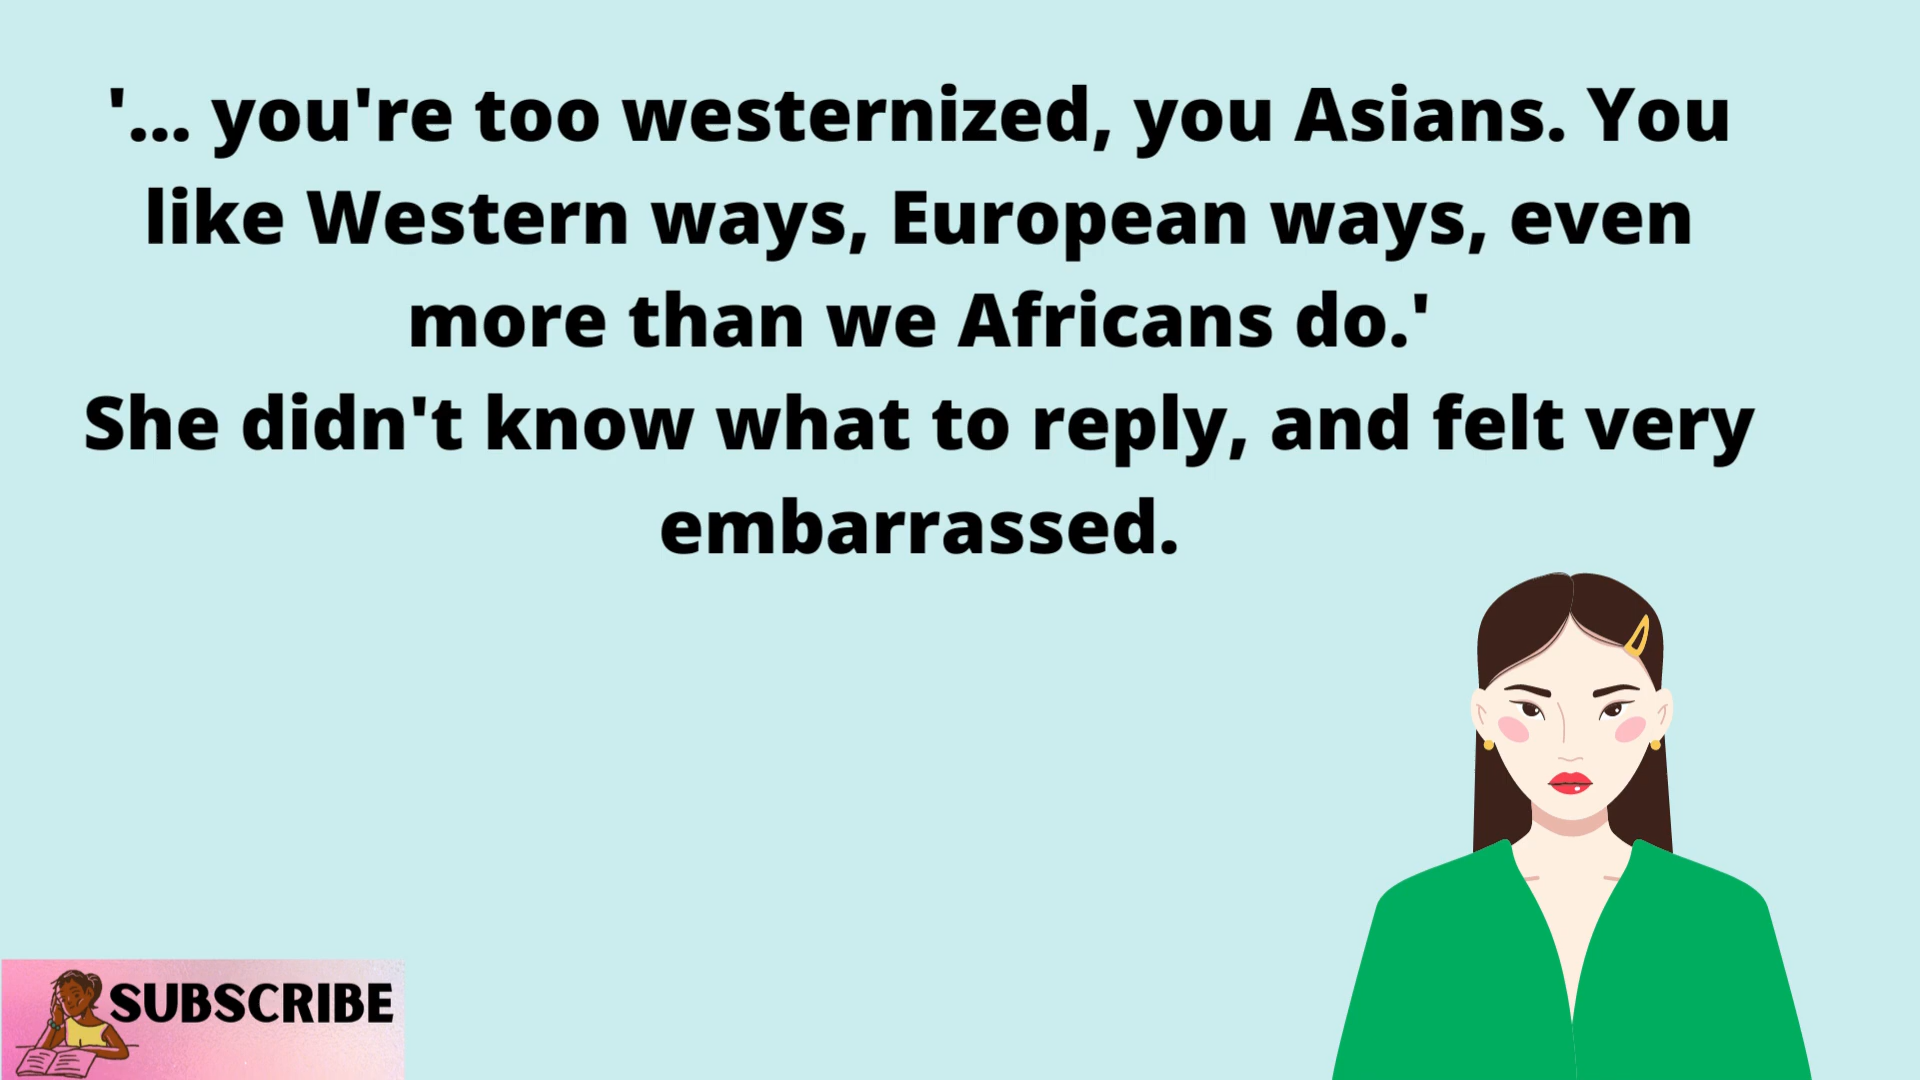 '... you're too westernized, you Asians. You
like Western ways, European ways, even
more than we Africans do.'
She didn't know what to reply, and felt very
embarrassed.
SUBSCRIBE